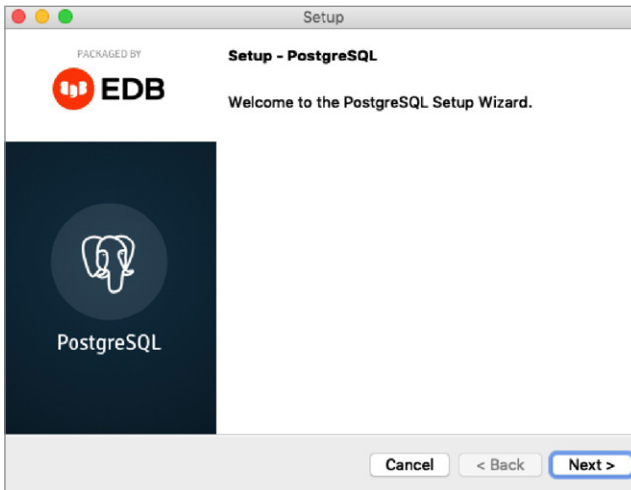 Setup
PACKAGED BY
EDB
Setup - PostgreSQL
Welcome to the PostgreSQL Setup Wizard.
PostgreSQL
Cancel
< Back
Next >